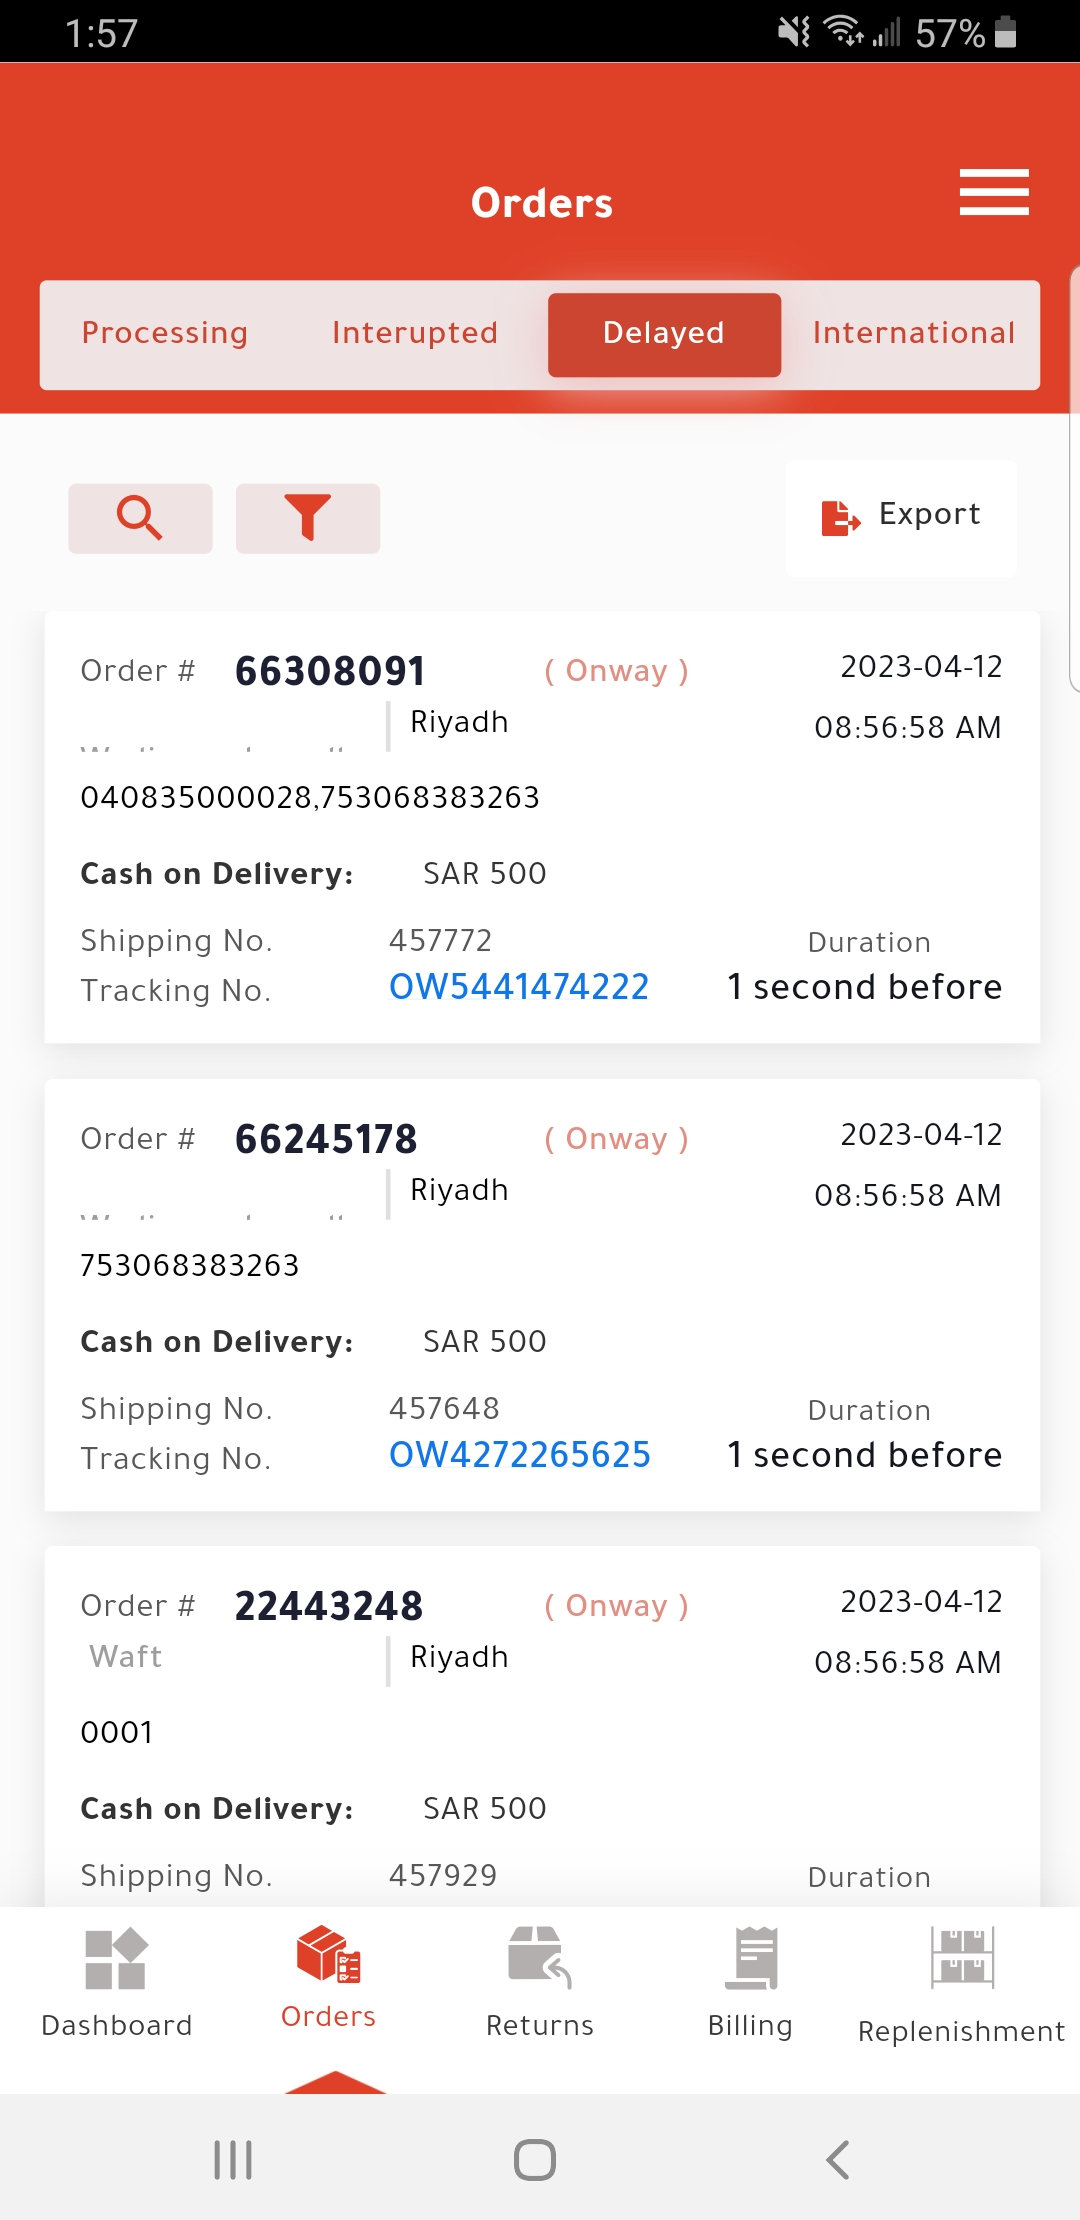 1:57
57%
Orders
Processing Interupted Delayed International
Export
Order # 66308091 ( Onway ) 2023-04-12
Riyadh 08:56:58 AM
040835000028,753068383263
Cash on Delivery: SAR 500
Shipping No. 457772 Duration
Tracking No. OW5441474222 1 second before
Order # 66245178 ( Onway ) 2023-04-12
Riyadh 08:56:58 AM
753068383263
Cash on Delivery: SAR 500
Shipping No. 457648 Duration
Tracking No. OW4272265625 1 second before
Order # 22443248 ( Onway ) 2023-04-12
Waft Riyadh 08:56:58 AM
0001
Cash on Delivery: SAR 500
Shipping No. 457929 Duration
Dashboard Orders Returns Billing Replenishment